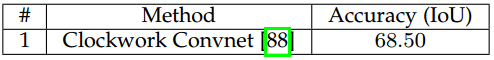 # Method Accuracy (IoU)
1 Clockwork Convnet [88] 68.50